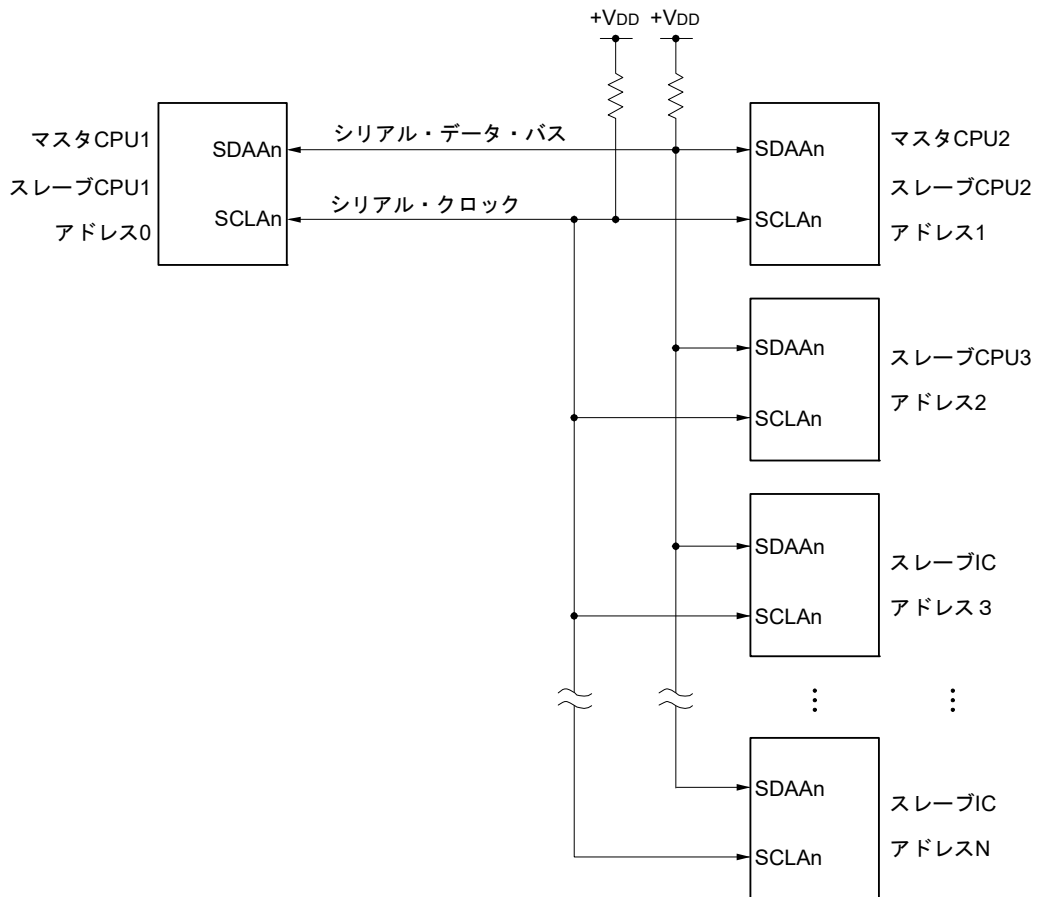 +VDD +VDD
マスタCPU1
スレーブCPU1
アドレス0
SDAAn
SCLAn
シリアル・データ・バス
シリアル・クロック
SDAAn
SCLAn
マスタCPU2
スレーブCPU2
アドレス1
SDAAn
SCLAn
スレーブCPU3
アドレス2
SDAAn
SCLAn
スレーブIC
アドレス３
SDAAn
SCLAn
スレーブIC
アドレスN